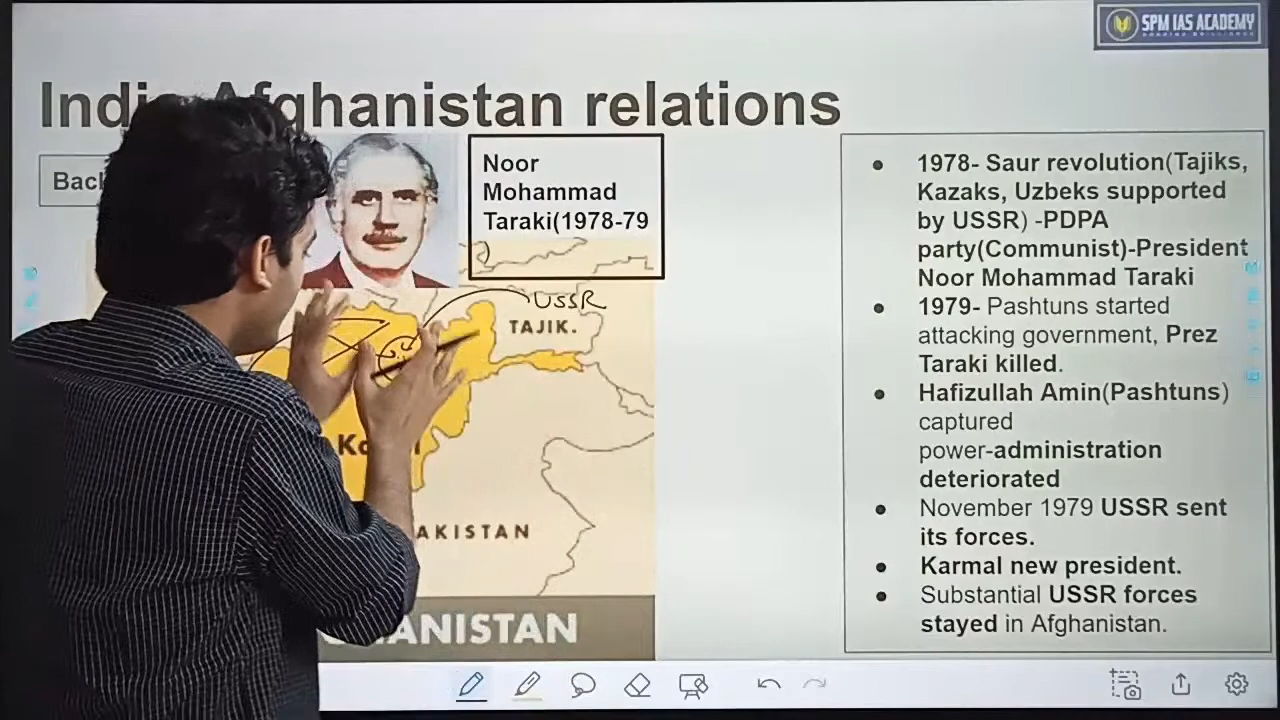 SPM IAS ACADEMY
India Afghanistan relations
Noor
Mohammad
Taraki(1978-79
USSR
TAJIK.
AKISTAN
ANISTAN
1978- Saur revolution(Tajiks,
Kazaks, Uzbeks supported
by USSR) -PDPA
party(Communist)-President
Noor Mohammad Taraki
1979- Pashtuns started
attacking government, Prez
Taraki killed.
Hafizullah Amin(Pashtuns)
captured
power-administration
deteriorated
November 1979 USSR sent
its forces.
Karmal new president.
Substantial USSR forces
stayed in Afghanistan.